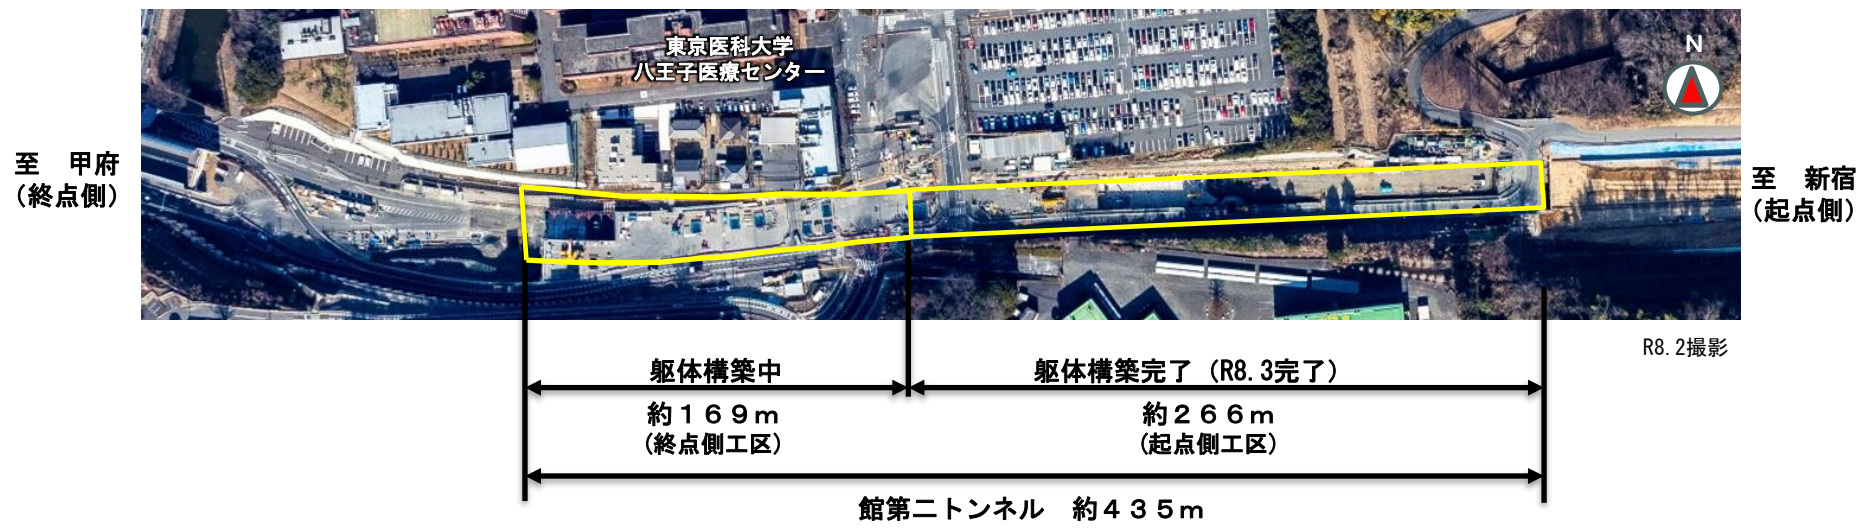 東京医科大学
八王子医療センター
N
至　甲府
(終点側)
至　新宿
(起点側)
R8.2撮影
躯体構築中
躯体構築完了（R8.3完了）
約１６９ｍ
(終点側工区)
約２６６ｍ
(起点側工区)
館第二トンネル　約４３５ｍ